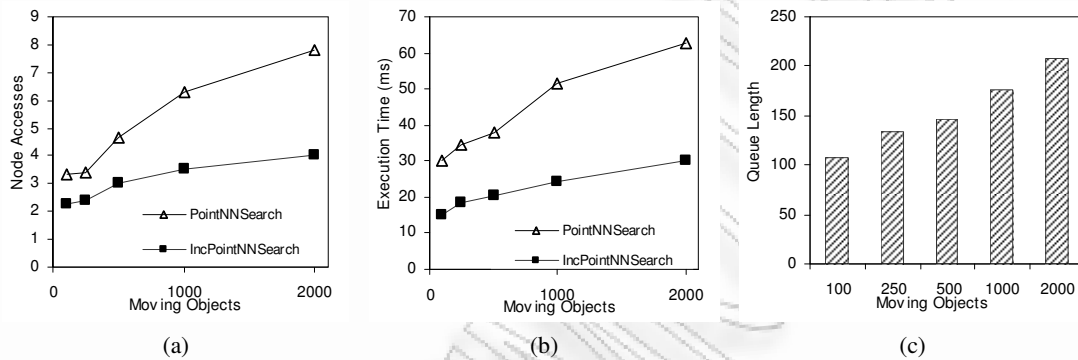 9
8
7
6
5
4
3
2
1
0
Node Accesses
0
1000
2000
Moving Objects
PointNNSearch
IncPointNNSearch
(a)
70
60
50
40
30
20
10
0
Execution Time (ms)
0
1000
2000
Moving Objects
PointNNSearch
IncPointNNSearch
(b)
250
200
150
100
50
0
Queue Length
100
250
500
1000
2000
Moving Objects
(c)